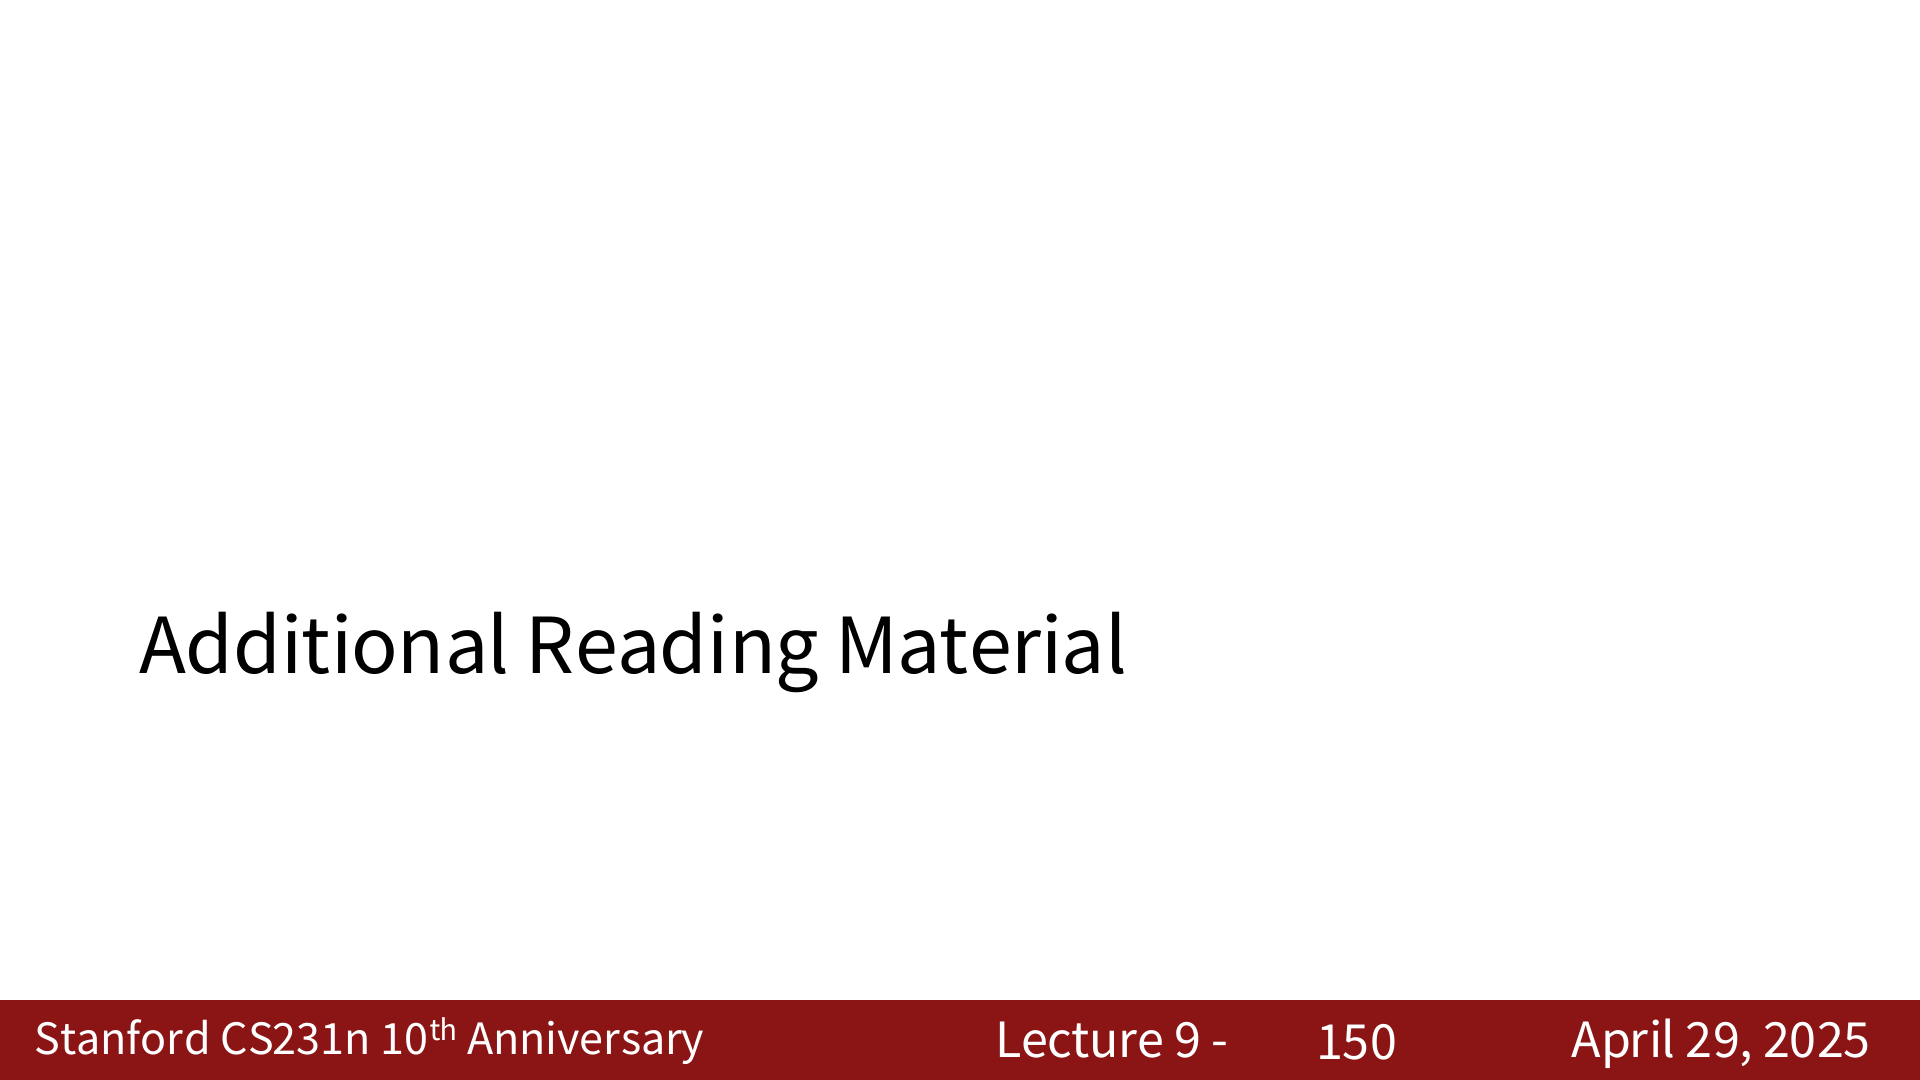 Additional Reading Material
Stanford CS231n 10th Anniversary
Lecture 9 - 150
April 29, 2025